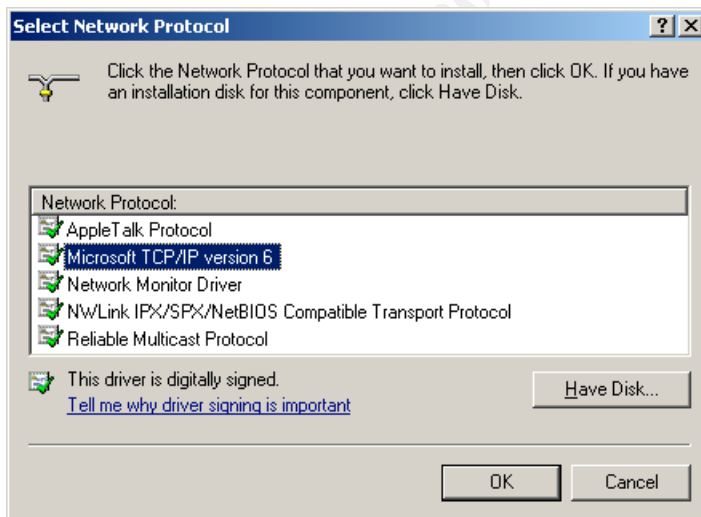 Select Network Protocol
Click the Network Protocol that you want to install, then click OK. If you have
an installation disk for this component, click Have Disk.
Network Protocol:
AppleTalk Protocol
Microsoft TCP/IP version 6
Network Monitor Driver
NWLink IPX/SPX/NetBIOS Compatible Transport Protocol
Reliable Multicast Protocol
This driver is digitally signed.
Have Disk...
Tell me why driver signing is important
OK Cancel